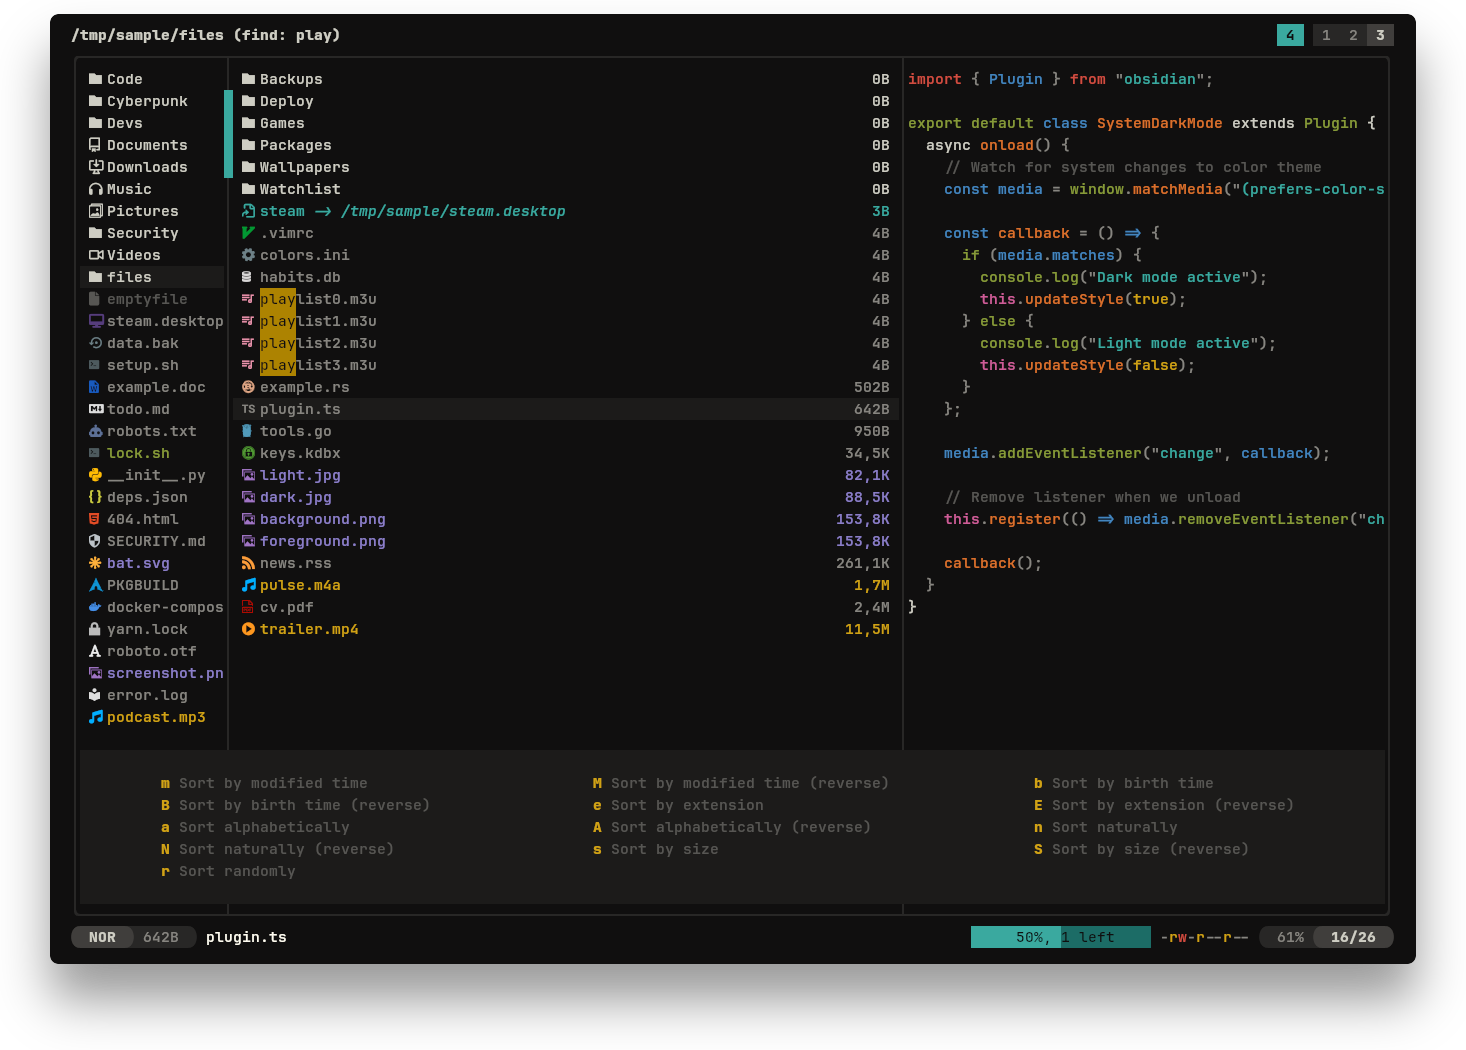 /tmp/sample/files (find: play)
4 1 2 3
Code
Cyberpunk
Devs
Documents
Downloads
Music
Pictures
Security
Videos
files
emptyfile
steam.desktop
data.bak
setup.sh
example.doc
todo.md
robots.txt
lock.sh
__init__.py
deps.json
404.html
SECURITY.md
bat.svg
PKGBUILD
docker-compos
yarn.lock
roboto.otf
screenshot.pn
error.log
podcast.mp3
Backups 0B
Deploy 0B
Games 0B
Packages 0B
Wallpapers 0B
Watchlist 0B
steam -> /tmp/sample/steam.desktop 3B
.vimrc 4B
colors.ini 4B
habits.db 4B
playlist0.m3u 4B
playlist1.m3u 4B
playlist2.m3u 4B
playlist3.m3u 4B
example.rs 502B
TS plugin.ts 642B
tools.go 950B
keys.kdbx 34,5K
light.jpg 82,1K
dark.jpg 88,5K
background.png 153,8K
foreground.png 153,8K
news.rss 261,1K
pulse.m4a 1,7M
cv.pdf 2,4M
trailer.mp4 11,5M
import { Plugin } from "obsidian";
export default class SystemDarkMode extends Plugin {
async onload() {
// Watch for system changes to color theme
const media = window.matchMedia("(prefers-color-s
const callback = () => {
if (media.matches) {
console.log("Dark mode active");
this.updateStyle(true);
} else {
console.log("Light mode active");
this.updateStyle(false);
}
};
media.addEventListener("change", callback);
// Remove listener when we unload
this.register(() => media.removeEventListener("ch
callback();
}
}
m Sort by modified time M Sort by modified time (reverse) b Sort by birth time
B Sort by birth time (reverse) e Sort by extension E Sort by extension (reverse)
a Sort alphabetically A Sort alphabetically (reverse) n Sort naturally
N Sort naturally (reverse) s Sort by size S Sort by size (reverse)
r Sort randomly
NOR 642B plugin.ts 50%, 1 left -rw-r--r-- 61% 16/26